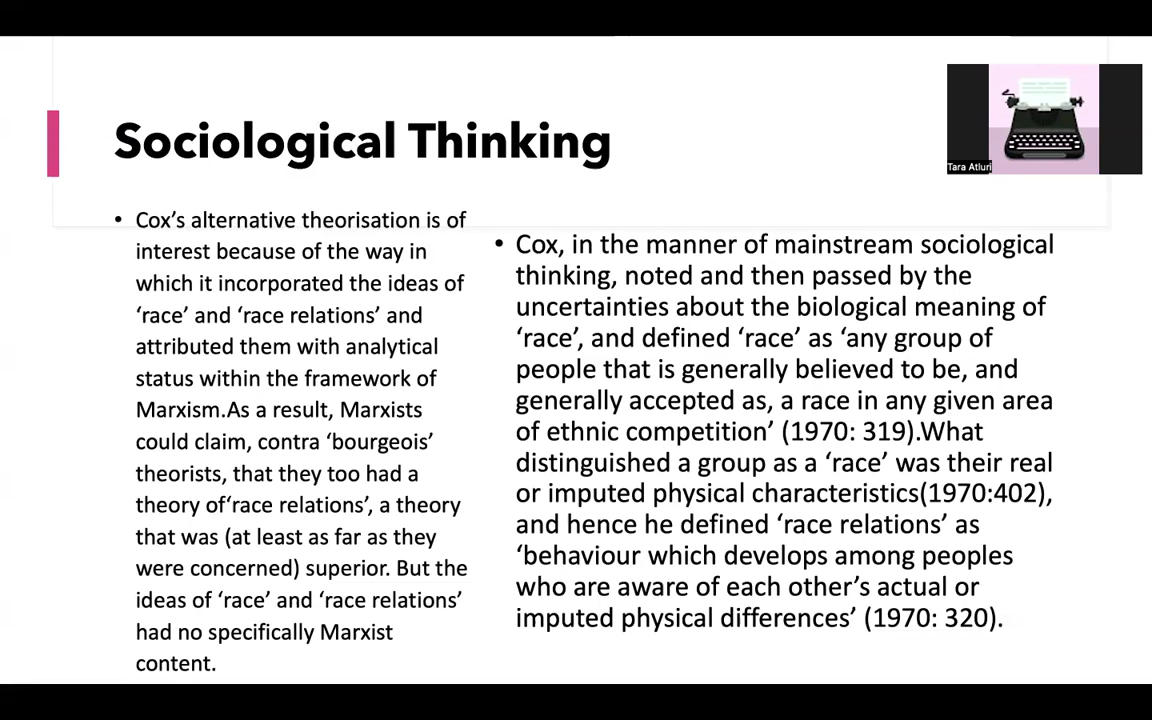 Sociological Thinking
Tara Atluri
• Cox’s alternative theorisation is of
interest because of the way in
which it incorporated the ideas of
‘race’ and ‘race relations’ and
attributed them with analytical
status within the framework of
Marxism.As a result, Marxists
could claim, contra ‘bourgeois’
theorists, that they too had a
theory of‘race relations’, a theory
that was (at least as far as they
were concerned) superior. But the
ideas of ‘race’ and ‘race relations’
had no specifically Marxist
content.
• Cox, in the manner of mainstream sociological
thinking, noted and then passed by the
uncertainties about the biological meaning of
‘race’, and defined ‘race’ as ‘any group of
people that is generally believed to be, and
generally accepted as, a race in any given area
of ethnic competition’ (1970: 319).What
distinguished a group as a ‘race’ was their real
or imputed physical characteristics(1970:402),
and hence he defined ‘race relations’ as
‘behaviour which develops among peoples
who are aware of each other’s actual or
imputed physical differences’ (1970: 320).